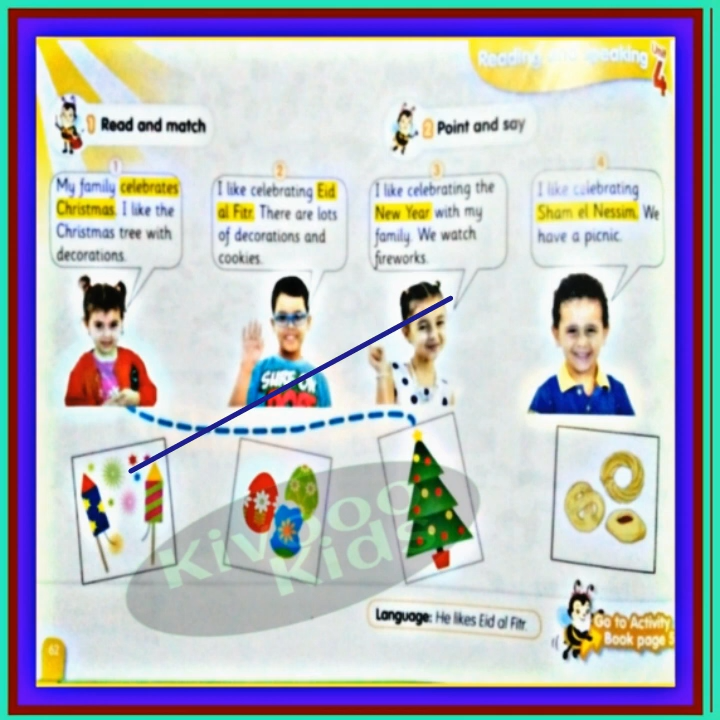 Reading and speaking
Unit
4
1 Read and match
2 Point and say
1
My family celebrates
Christmas. I like the
Christmas tree with
decorations.
2
I like celebrating Eid
al Fitr. There are lots
of decorations and
cookies.
3
I like celebrating the
New Year with my
family. We watch
fireworks.
4
I like celebrating
Sham el Nessim. We
have a picnic.
Kivooo
Kids
Language: He likes Eid al Fitr.
Go to Activity
Book page
62